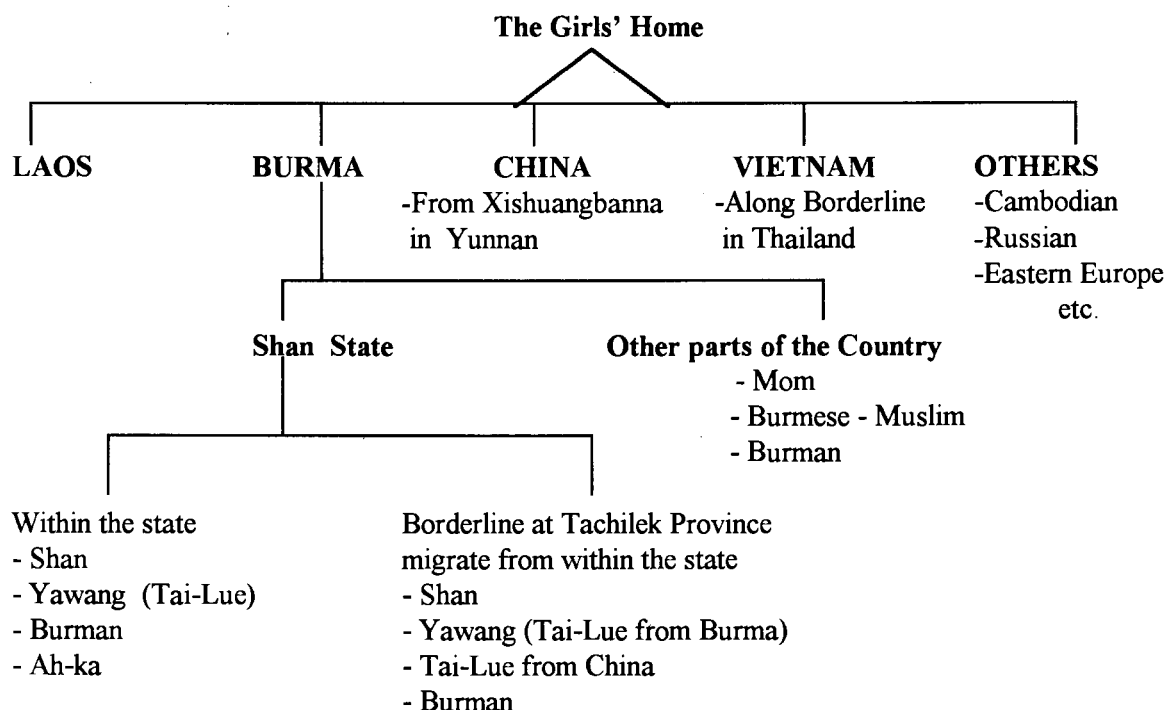 The Girls' Home
LAOS
BURMA
CHINA
-From Xishuangbanna
in Yunnan
VIETNAM
-Along Borderline
in Thailand
OTHERS
-Cambodian
-Russian
-Eastern Europe
etc.
Shan State
Other parts of the Country
- Mom
- Burmese - Muslim
- Burman
Within the state
- Shan
- Yawang (Tai-Lue)
- Burman
- Ah-ka
Borderline at Tachilek Province
migrate from within the state
- Shan
- Yawang (Tai-Lue from Burma)
- Tai-Lue from China
- Burman